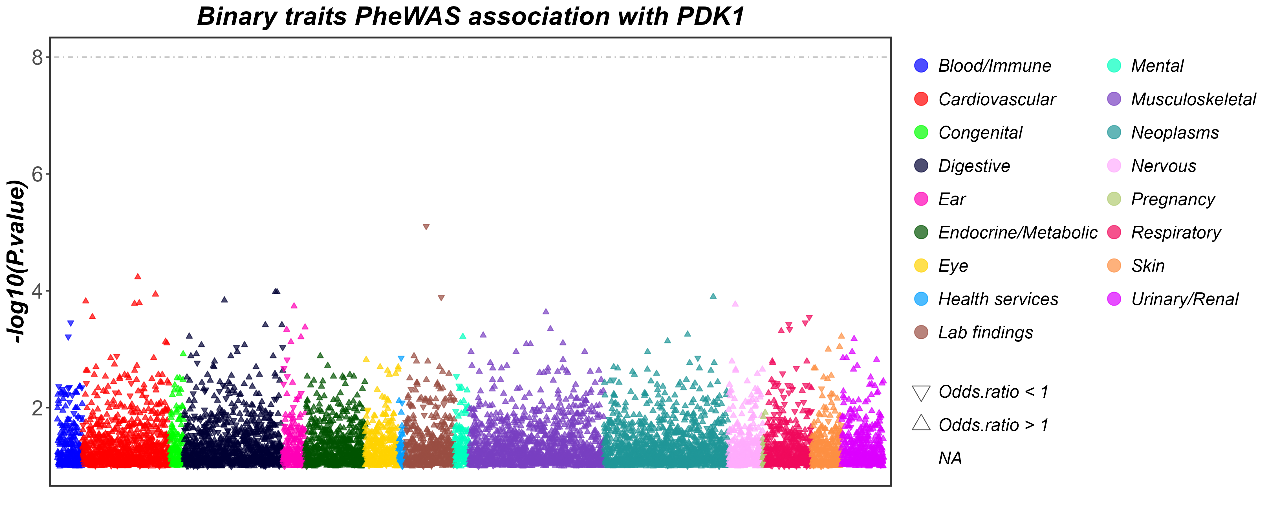 Binary traits PheWAS association with PDK1
-log10(P.value)
8
6
4
2
Blood/Immune
Cardiovascular
Congenital
Digestive
Ear
Endocrine/Metabolic
Eye
Health services
Lab findings
Mental
Musculoskeletal
Neoplasms
Nervous
Pregnancy
Respiratory
Skin
Urinary/Renal
Odds.ratio < 1
Odds.ratio > 1
NA